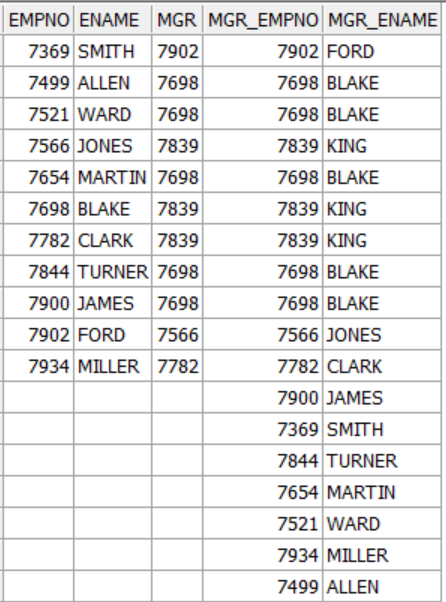 EMPNO ENAME MGR MGR_EMPNO MGR_ENAME
7369 SMITH 7902 7902 FORD
7499 ALLEN 7698 7698 BLAKE
7521 WARD 7698 7698 BLAKE
7566 JONES 7839 7839 KING
7654 MARTIN 7698 7698 BLAKE
7698 BLAKE 7839 7839 KING
7782 CLARK 7839 7839 KING
7844 TURNER 7698 7698 BLAKE
7900 JAMES 7698 7698 BLAKE
7902 FORD 7566 7566 JONES
7934 MILLER 7782 7782 CLARK
7900 JAMES
7369 SMITH
7844 TURNER
7654 MARTIN
7521 WARD
7934 MILLER
7499 ALLEN